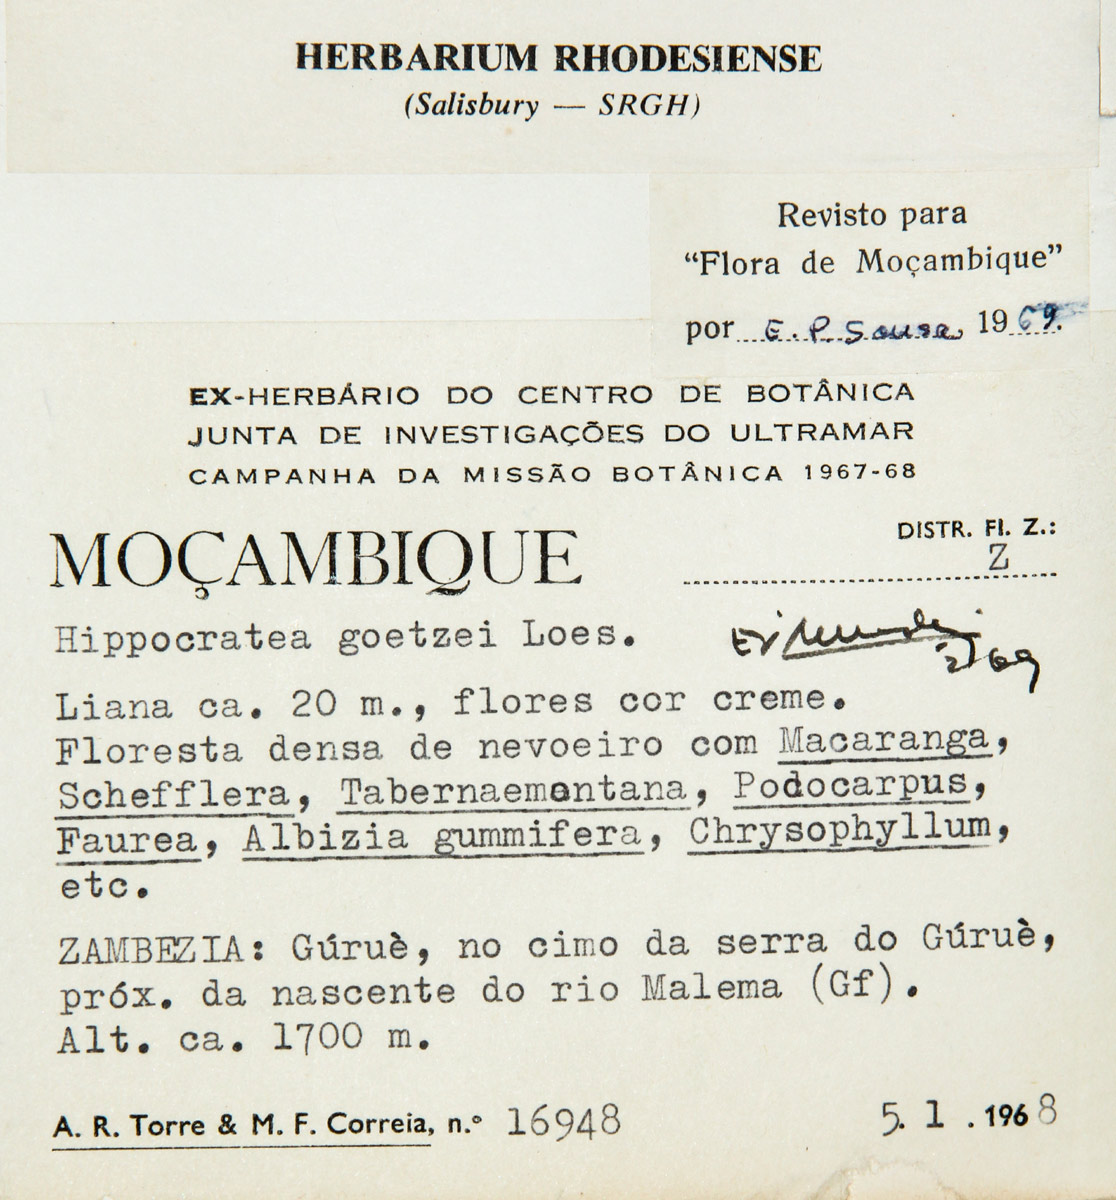 HERBARIUM RHODESIENSE
(Salisbury — SRGH)
Revisto para
“Flora de Moçambique”
por E. P. Sousa 1969.
EX-HERBÁRIO DO CENTRO DE BOTÂNICA
JUNTA DE INVESTIGAÇÕES DO ULTRAMAR
CAMPANHA DA MISSÃO BOTÂNICA 1967-68
MOÇAMBIQUE
DISTR. Fl. Z.:
Z
Hippocratea goetzei Loes.
Liana ca. 20 m., flores cor creme.
Floresta densa de nevoeiro com Macaranga,
Schefflera, Tabernaemontana, Podocarpus,
Faurea, Albizia gummifera, Chrysophyllum,
etc.
ZAMBEZIA: Gúruè, no cimo da serra do Gúruè,
próx. da nascente do rio Malema (Gf).
Alt. ca. 1700 m.
A. R. Torre & M. F. Correia, n.º 16948
5. 1 . 1968